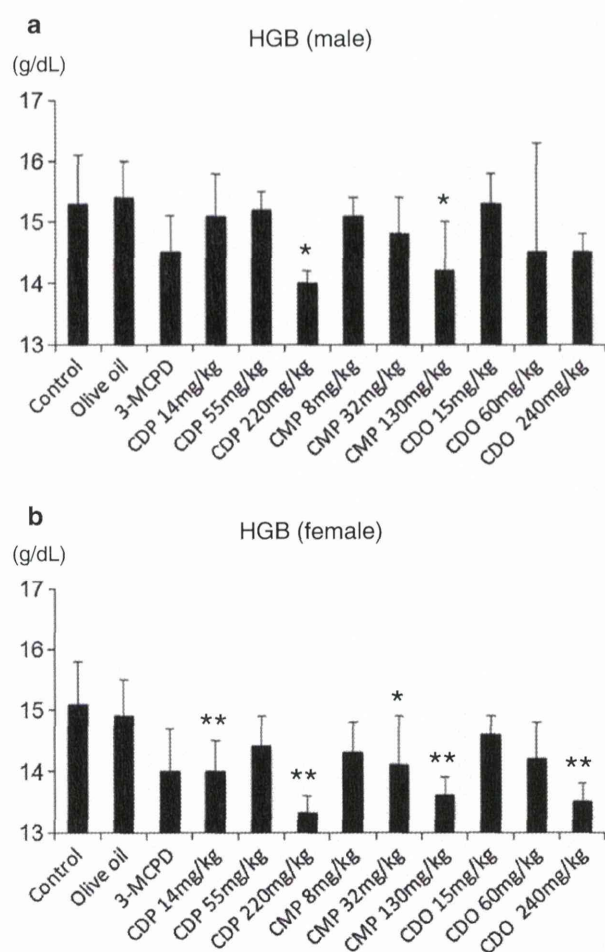 a
HGB (male)
(g/dL)
17
16
15
14
13
*
*
Control
Olive oil
3-MCPD
CDP 14mg/kg
CDP 55mg/kg
CDP 220mg/kg
CMP 8mg/kg
CMP 32mg/kg
CMP 130mg/kg
CDO 15mg/kg
CDO 60mg/kg
CDO 240mg/kg
b
HGB (female)
(g/dL)
17
16
15
14
13
**
**
*
**
**
Control
Olive oil
3-MCPD
CDP 14mg/kg
CDP 55mg/kg
CDP 220mg/kg
CMP 8mg/kg
CMP 32mg/kg
CMP 130mg/kg
CDO 15mg/kg
CDO 60mg/kg
CDO 240mg/kg